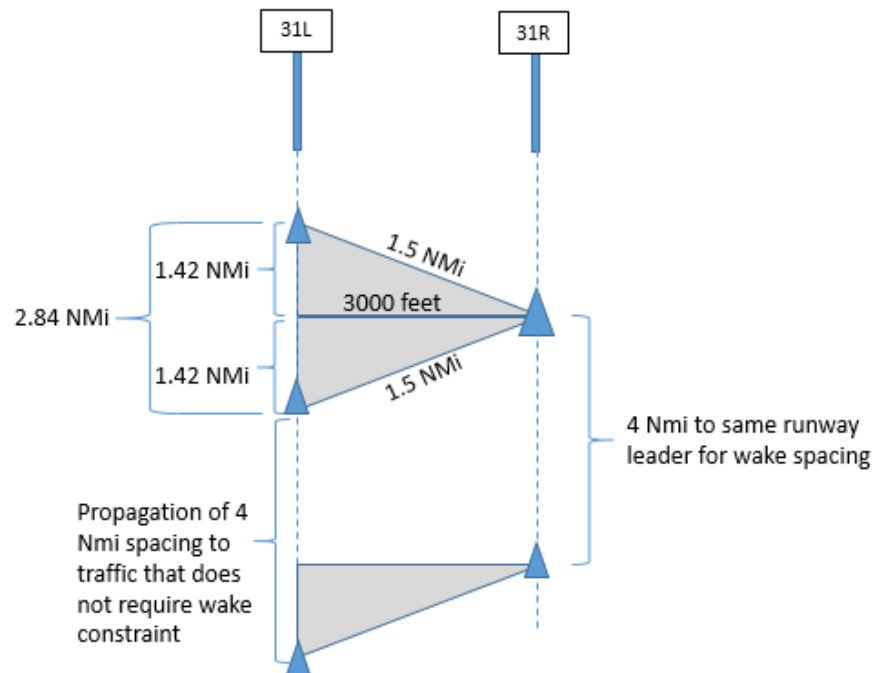 31L
31R
1.5 NMi
1.42 NMi
3000 feet
2.84 NMi
1.42 NMi
1.5 NMi
4 Nmi to same runway
leader for wake spacing
Propagation of 4
Nmi spacing to
traffic that does
not require wake
constraint